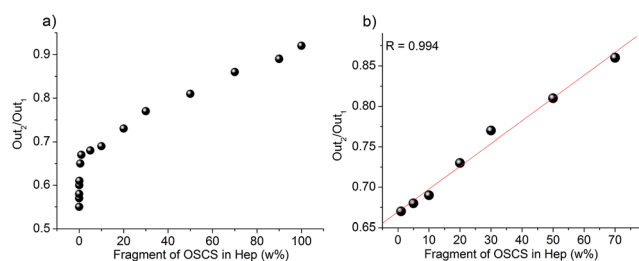 a)
Out2/Out1
0.9
0.8
0.7
0.6
0.5
0 20 40 60 80 100
Fragment of OSCS in Hep (w%)
b)
R = 0.994
Out2/Out1
0.85
0.80
0.75
0.70
0.65
0 10 20 30 40 50 60 70
Fragment of OSCS in Hep (w%)